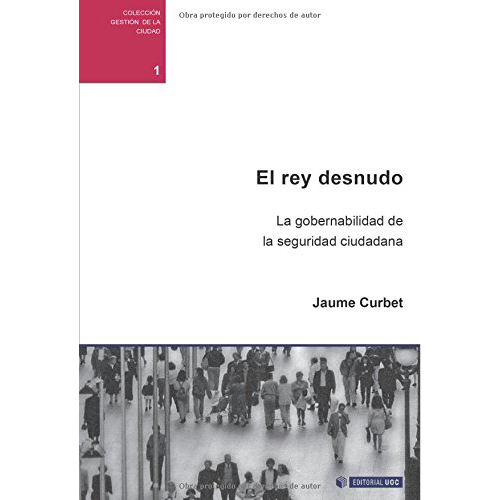 COLECCIÓN
GESTIÓN DE LA
CIUDAD
1
Obra protegido por derechos de autor
El rey desnudo
La gobernabilidad de
la seguridad ciudadana
Jaume Curbet
Obra protegido por derechos de autor
EDITORIAL UOC